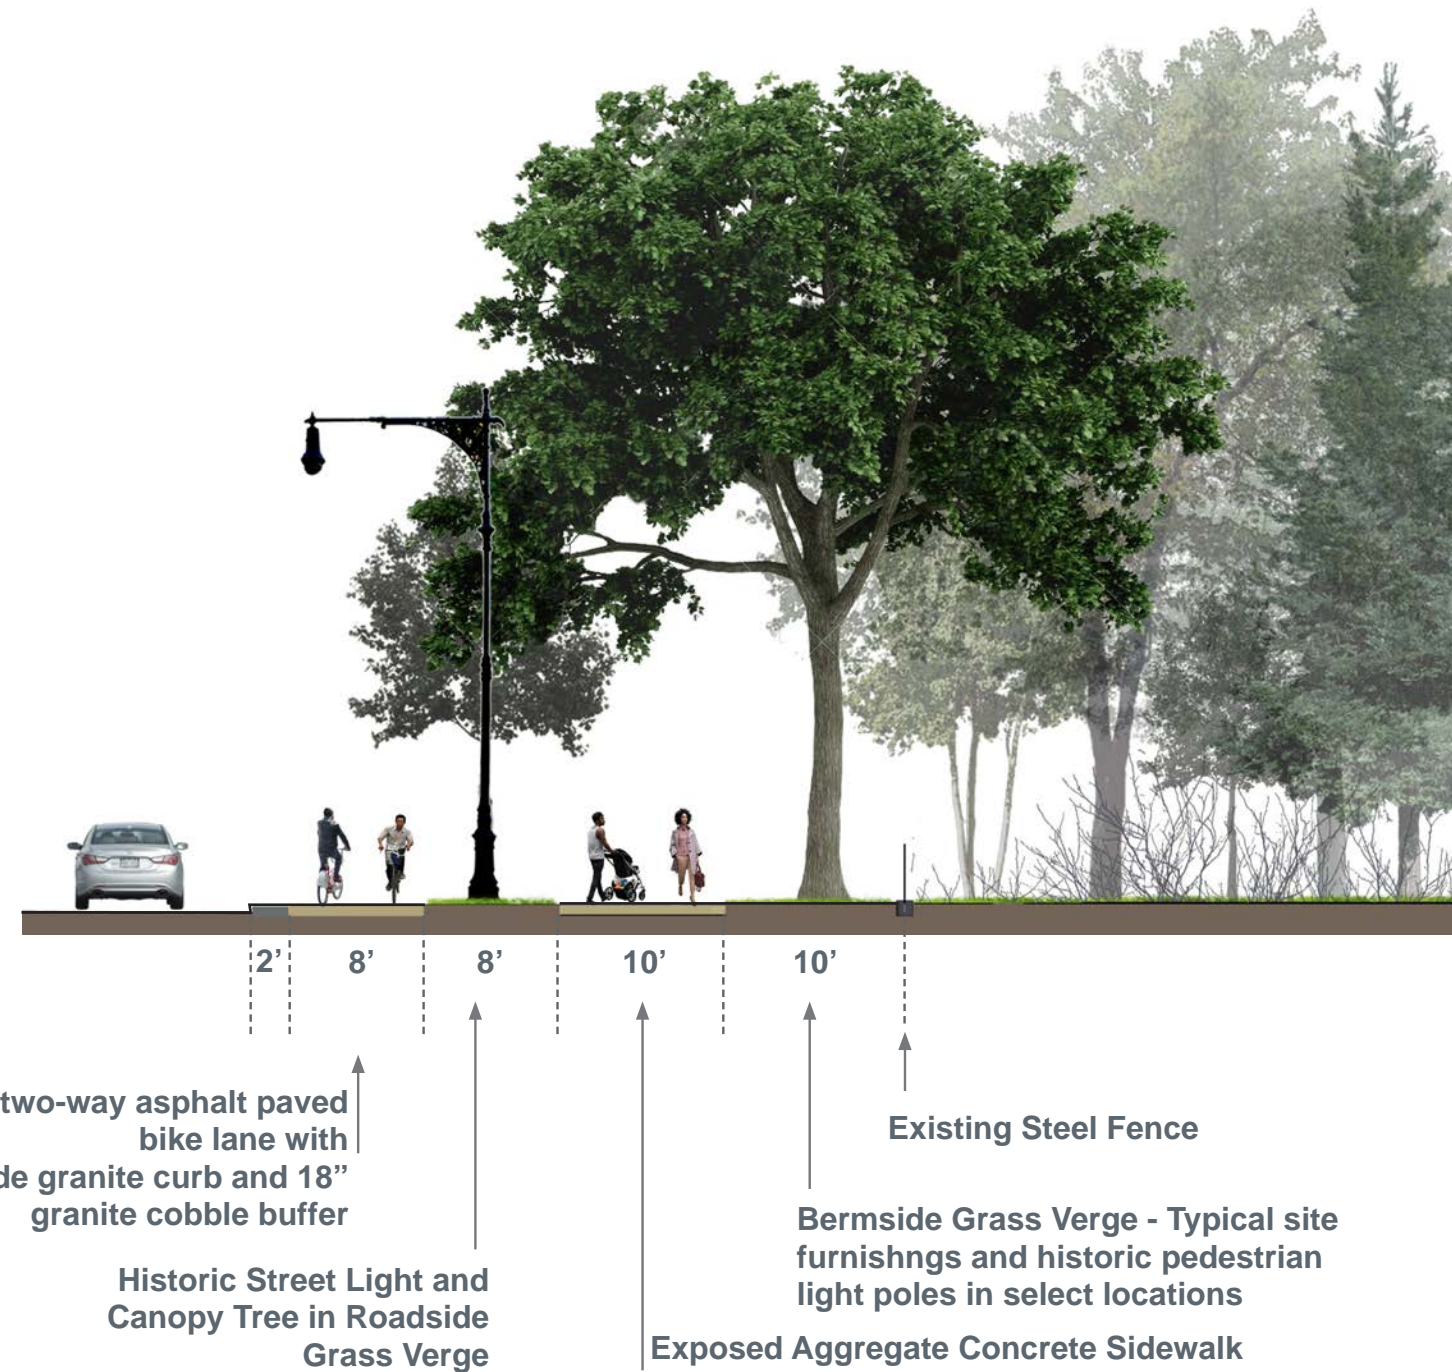 2’ 8’ 8’ 10’ 10’
two-way asphalt paved
bike lane with
granite curb and 18”
granite cobble buffer
Existing Steel Fence
Bermside Grass Verge - Typical site
furnishngs and historic pedestrian
light poles in select locations
Historic Street Light and
Canopy Tree in Roadside
Grass Verge
Exposed Aggregate Concrete Sidewalk